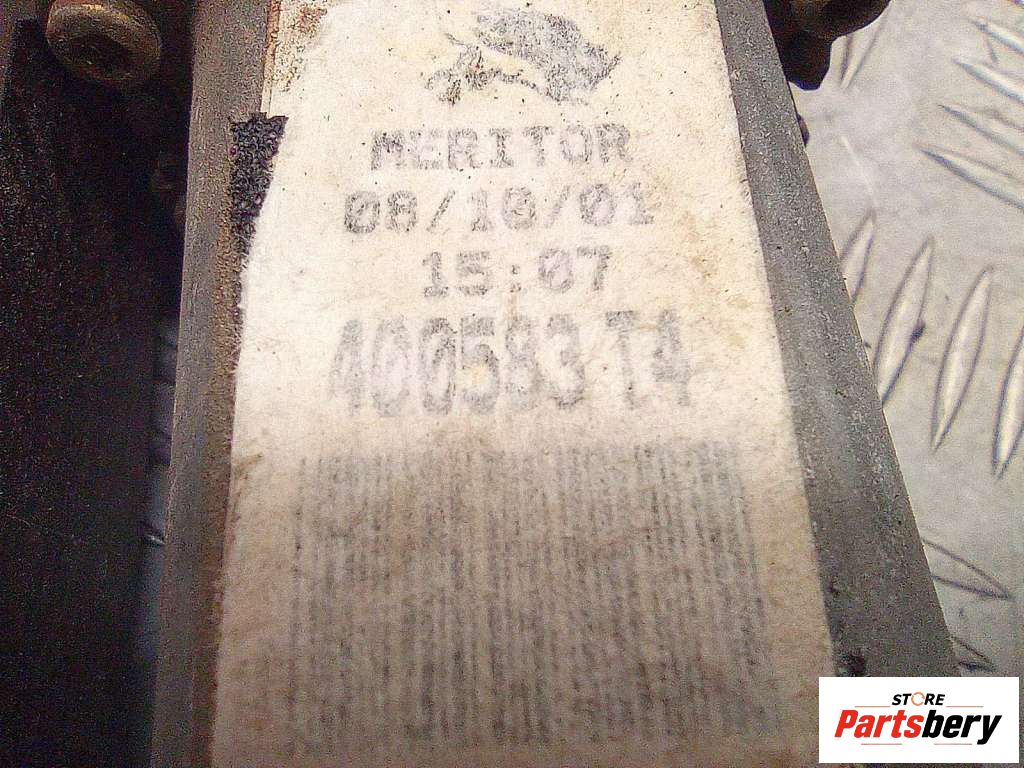 MERITOR
08/10/01
15:07
400583 T4
STORE
Partsbery